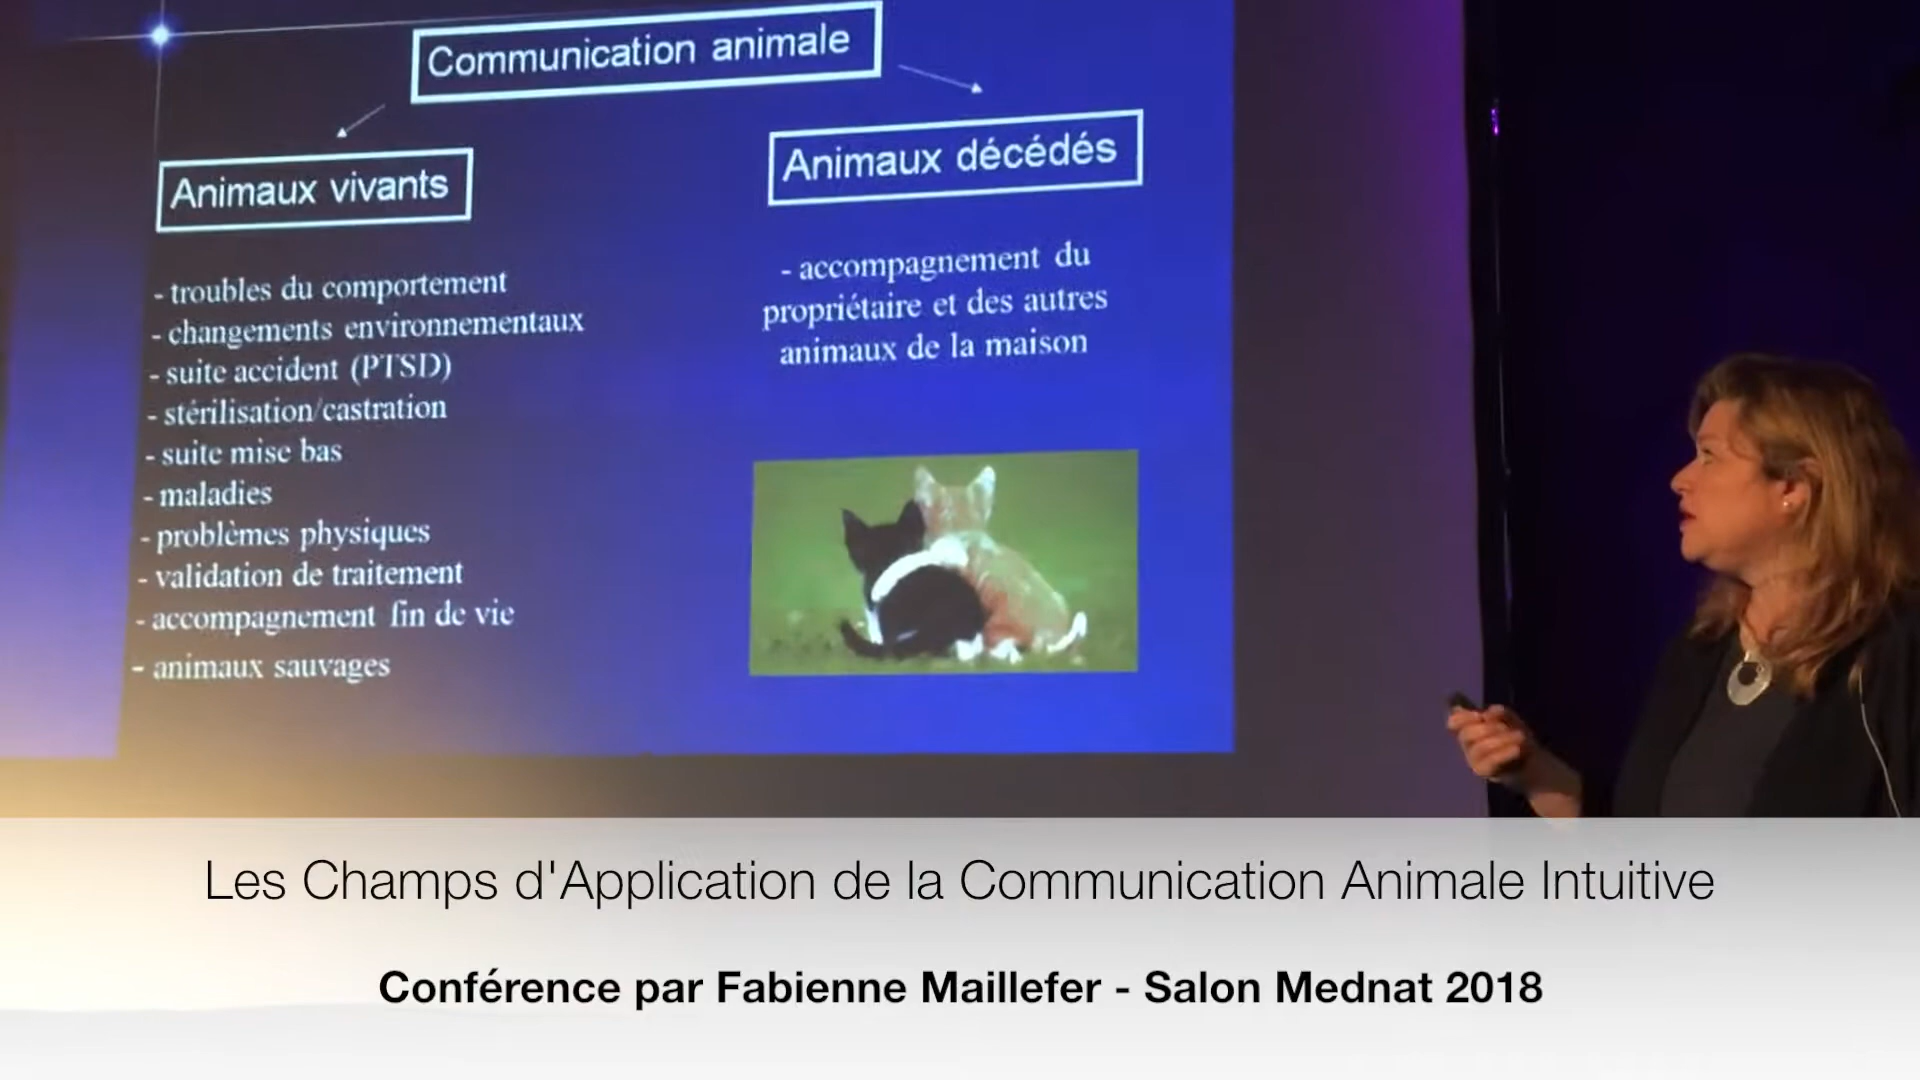 Communication animale
Animaux vivants
- troubles du comportement
- changements environnementaux
- suite accident (PTSD)
- stérilisation/castration
- suite mise bas
- maladies
- problèmes physiques
- validation de traitement
- accompagnement fin de vie
- animaux sauvages
Animaux décédés
- accompagnement du
propriétaire et des autres
animaux de la maison
Les Champs d'Application de la Communication Animale Intuitive
Conférence par Fabienne Maillefer - Salon Mednat 2018